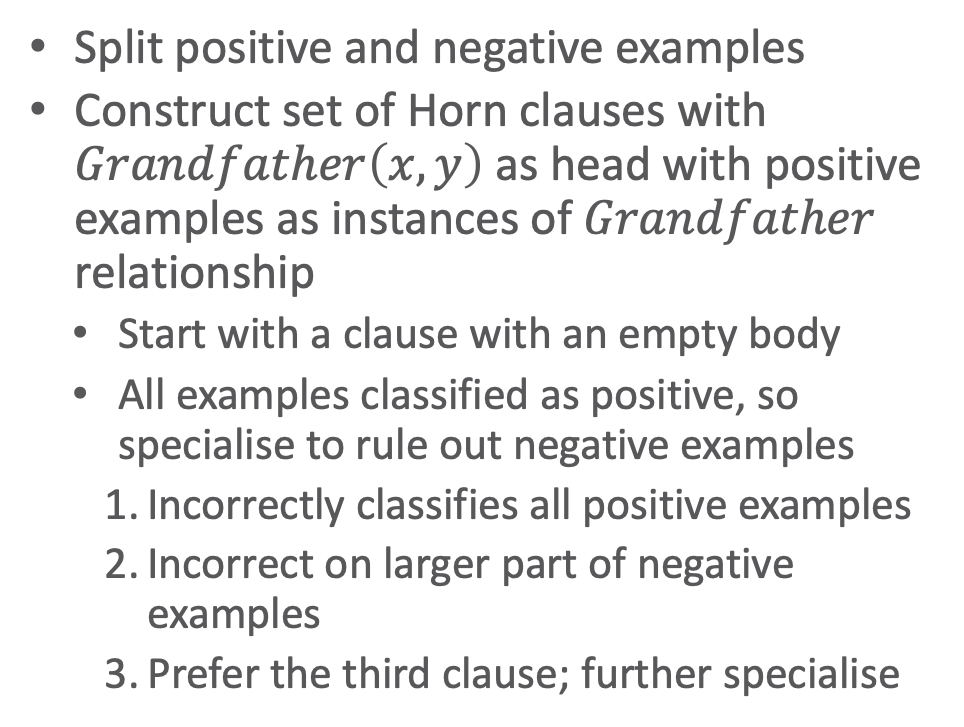 • Split positive and negative examples
• Construct set of Horn clauses with
𝐺𝑟𝑎𝑛𝑑𝑓𝑎𝑡ℎ𝑒𝑟(𝑥, 𝑦) as head with positive
examples as instances of 𝐺𝑟𝑎𝑛𝑑𝑓𝑎𝑡ℎ𝑒𝑟
relationship
• Start with a clause with an empty body
• All examples classified as positive, so
specialise to rule out negative examples
1. Incorrectly classifies all positive examples
2. Incorrect on larger part of negative
examples
3. Prefer the third clause; further specialise